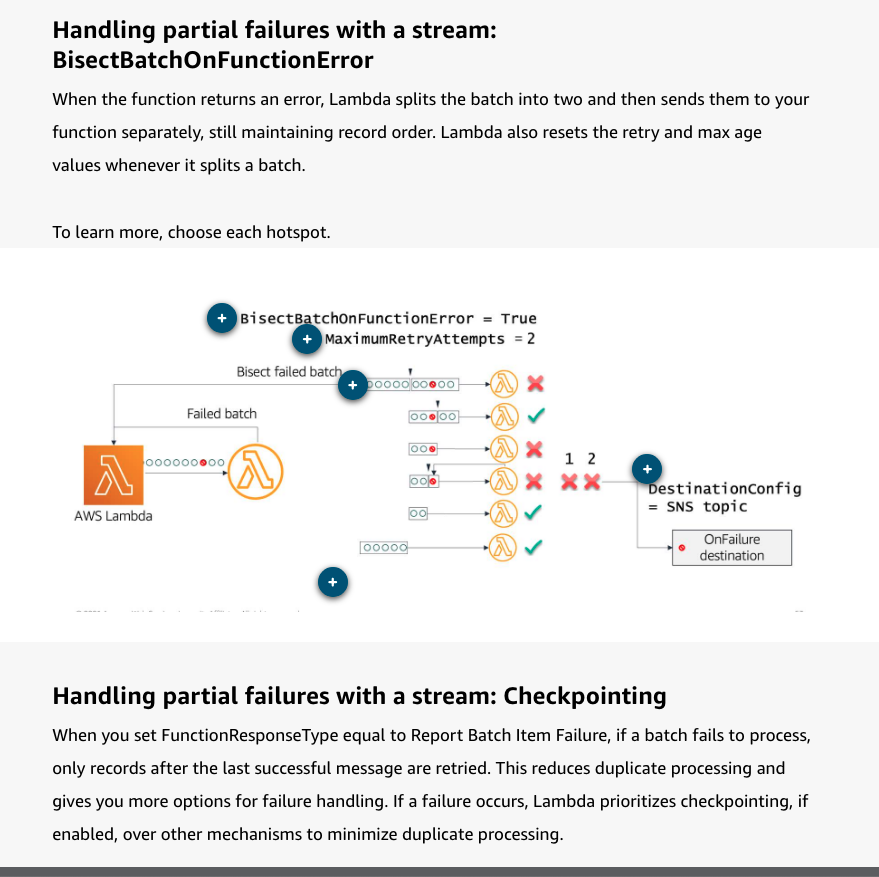 Handling partial failures with a stream:
BisectBatchOnFunctionError
When the function returns an error, Lambda splits the batch into two and then sends them to your
function separately, still maintaining record order. Lambda also resets the retry and max age
values whenever it splits a batch.
To learn more, choose each hotspot.
BisectBatchOnFunctionError = True
MaximumRetryAttempts = 2
Bisect failed batch
Failed batch
AWS Lambda
1 2
DestinationConfig
= SNS topic
OnFailure
destination
Handling partial failures with a stream: Checkpointing
When you set FunctionResponseType equal to Report Batch Item Failure, if a batch fails to process,
only records after the last successful message are retried. This reduces duplicate processing and
gives you more options for failure handling. If a failure occurs, Lambda prioritizes checkpointing, if
enabled, over other mechanisms to minimize duplicate processing.